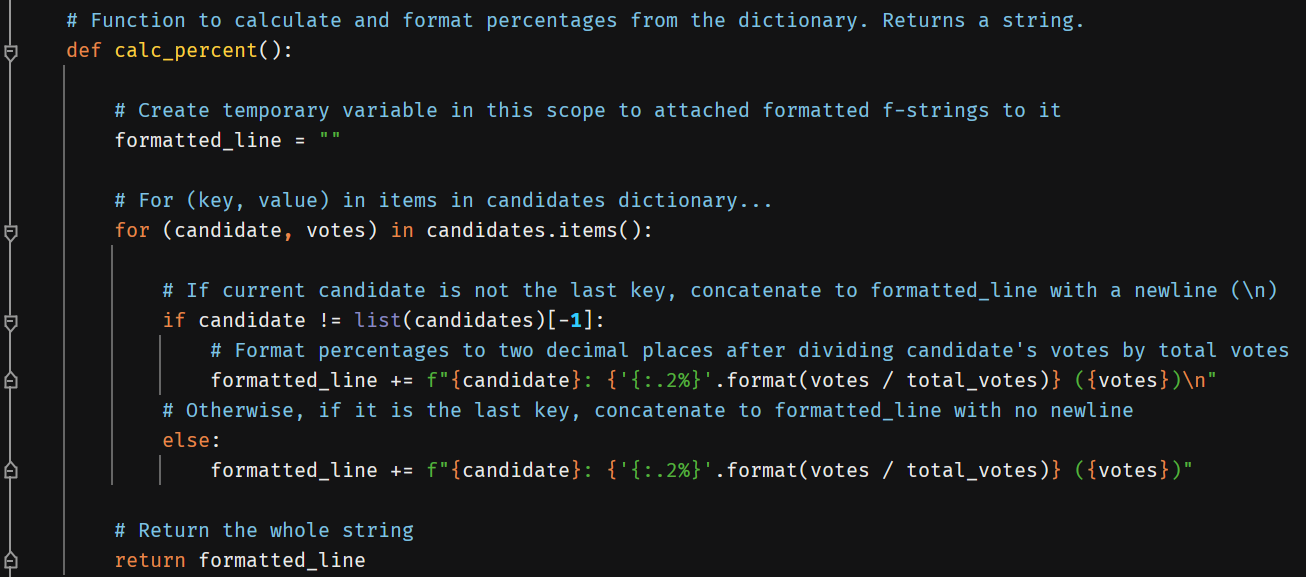 # Function to calculate and format percentages from the dictionary. Returns a string.
def calc_percent():
# Create temporary variable in this scope to attached formatted f-strings to it
formatted_line = ""
# For (key, value) in items in candidates dictionary...
for (candidate, votes) in candidates.items():
# If current candidate is not the last key, concatenate to formatted_line with a newline (\n)
if candidate != list(candidates)[-1]:
# Format percentages to two decimal places after dividing candidate's votes by total votes
formatted_line += f"{candidate}: {'{:.2%}'.format(votes / total_votes)} ({votes})\n"
# Otherwise, if it is the last key, concatenate to formatted_line with no newline
else:
formatted_line += f"{candidate}: {'{:.2%}'.format(votes / total_votes)} ({votes})"
# Return the whole string
return formatted_line